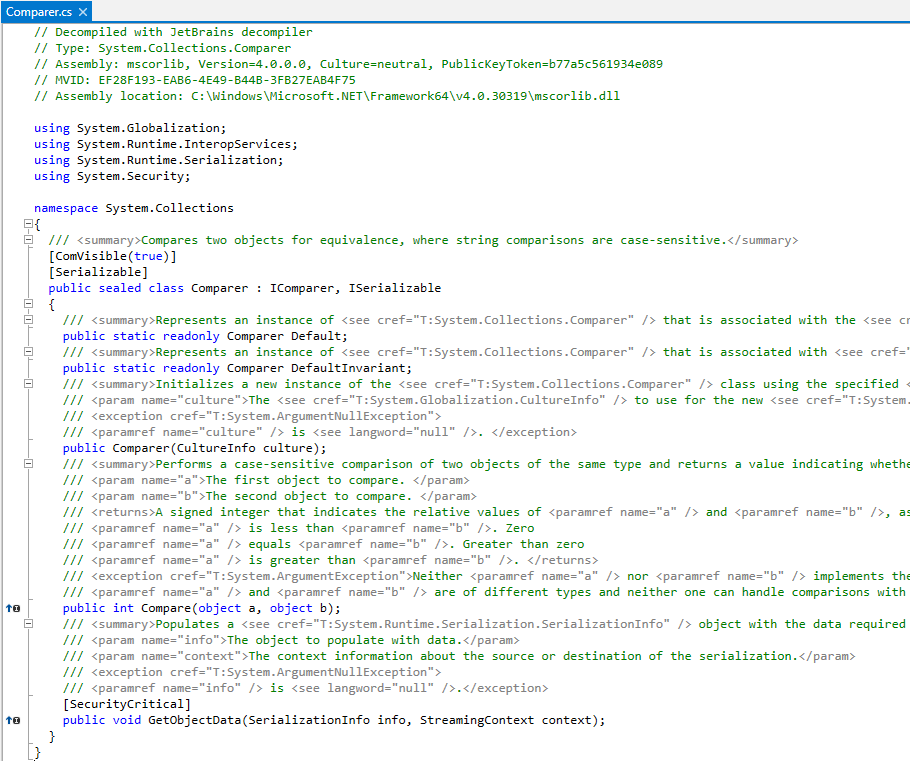 Comparer.cs
// Decompiled with JetBrains decompiler
// Type: System.Collections.Comparer
// Assembly: mscorlib, Version=4.0.0.0, Culture=neutral, PublicKeyToken=b77a5c561934e089
// MVID: EF28F193-EAB6-4E49-B44B-3FB27EAB4F75
// Assembly location: C:\Windows\Microsoft.NET\Framework64\v4.0.30319\mscorlib.dll
using System.Globalization;
using System.Runtime.InteropServices;
using System.Runtime.Serialization;
using System.Security;
namespace System.Collections
{
/// <summary>Compares two objects for equivalence, where string comparisons are case-sensitive.</summary>
[ComVisible(true)]
[Serializable]
public sealed class Comparer : IComparer, ISerializable
{
/// <summary>Represents an instance of <see cref="T:System.Collections.Comparer" /> that is associated with the <see c
public static readonly Comparer Default;
/// <summary>Represents an instance of <see cref="T:System.Collections.Comparer" /> that is associated with <see cref="
public static readonly Comparer DefaultInvariant;
/// <summary>Initializes a new instance of the <see cref="T:System.Collections.Comparer" /> class using the specified <
/// <param name="culture">The <see cref="T:System.Globalization.CultureInfo" /> to use for the new <see cref="T:System.
/// <exception cref="T:System.ArgumentNullException">
/// <paramref name="culture" /> is <see langword="null" />. </exception>
public Comparer(CultureInfo culture);
/// <summary>Performs a case-sensitive comparison of two objects of the same type and returns a value indicating whethe
/// <param name="a">The first object to compare. </param>
/// <param name="b">The second object to compare. </param>
/// <returns>A signed integer that indicates the relative values of <paramref name="a" /> and <paramref name="b" />, as
/// <paramref name="a" /> is less than <paramref name="b" />. Zero
/// <paramref name="a" /> equals <paramref name="b" />. Greater than zero
/// <paramref name="a" /> is greater than <paramref name="b" />. </returns>
/// <exception cref="T:System.ArgumentException">Neither <paramref name="a" /> nor <paramref name="b" /> implements the
/// <paramref name="a" /> and <paramref name="b" /> are of different types and neither one can handle comparisons with
public int Compare(object a, object b);
/// <summary>Populates a <see cref="T:System.Runtime.Serialization.SerializationInfo" /> object with the data required
/// <param name="info">The object to populate with data.</param>
/// <param name="context">The context information about the source or destination of the serialization.</param>
/// <exception cref="T:System.ArgumentNullException">
/// <paramref name="info" /> is <see langword="null" />.</exception>
[SecurityCritical]
public void GetObjectData(SerializationInfo info, StreamingContext context);
}
}